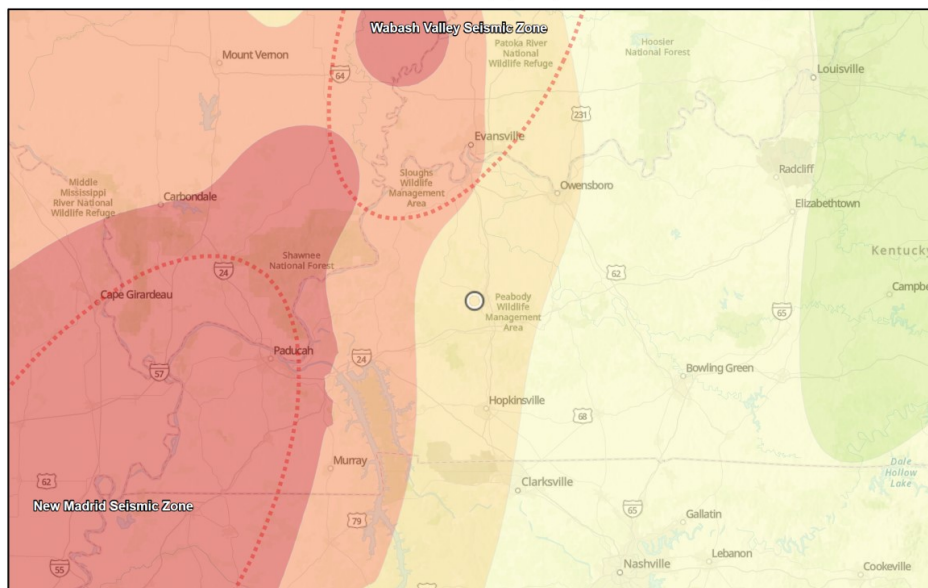 Wabash Valley Seismic Zone
Mount Vernon
Patoka River
National
Wildlife Refuge
Hoosier
National Forest
64
Louisville
231
Evansville
Radcliff
Sloughs
Wildlife
Management
Area
Middle
Mississippi
River National
Wildlife Refuge
Carbondale
Owensboro
Elizabethtown
Shawnee
National Forest
Kentucky
24
62
Cape Girardeau
Campbe
Peabody
Wildlife
Management
Area
65
Paducah
24
57
Bowling Green
Hopkinsville
68
Murray
Dale
Hollow
Lake
62
Clarksville
New Madrid Seismic Zone
65
Gallatin
79
Lebanon
55
Nashville
Cookeville